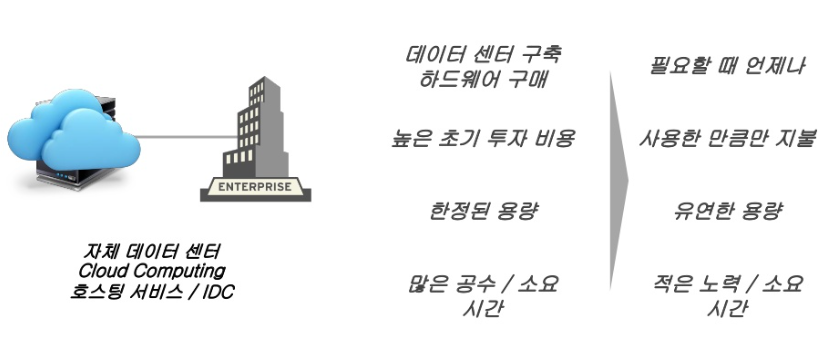 ENTERPRISE
자체 데이터 센터
Cloud Computing
호스팅 서비스 / IDC
데이터 센터 구축
하드웨어 구매
높은 초기 투자 비용
한정된 용량
많은 공수 / 소요
시간
필요할 때 언제나
사용한 만큼만 지불
유연한 용량
적은 노력 / 소요
시간